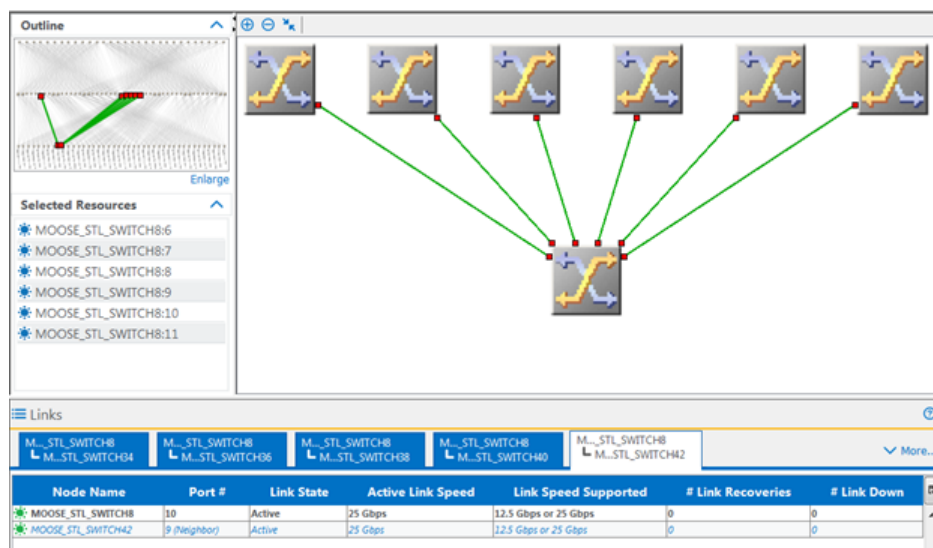 Outline
Enlarge
Selected Resources
MOOSE_STL_SWITCH8:6
MOOSE_STL_SWITCH8:7
MOOSE_STL_SWITCH8:8
MOOSE_STL_SWITCH8:9
MOOSE_STL_SWITCH8:10
MOOSE_STL_SWITCH8:11
Links
M..._STL_SWITCH8 M..._STL_SWITCH8 M..._STL_SWITCH8 M..._STL_SWITCH8 M..._STL_SWITCH8
M...STL_SWITCH34 M...STL_SWITCH36 M...STL_SWITCH38 M...STL_SWITCH40 M...STL_SWITCH42
More...
Node Name Port # Link State Active Link Speed Link Speed Supported # Link Recoveries # Link Down
MOOSE_STL_SWITCH8 10 Active 25 Gbps 12.5 Gbps or 25 Gbps 0 0
MOOSE_STL_SWITCH42 9 (Neighbor) Active 25 Gbps 12.5 Gbps or 25 Gbps 0 0